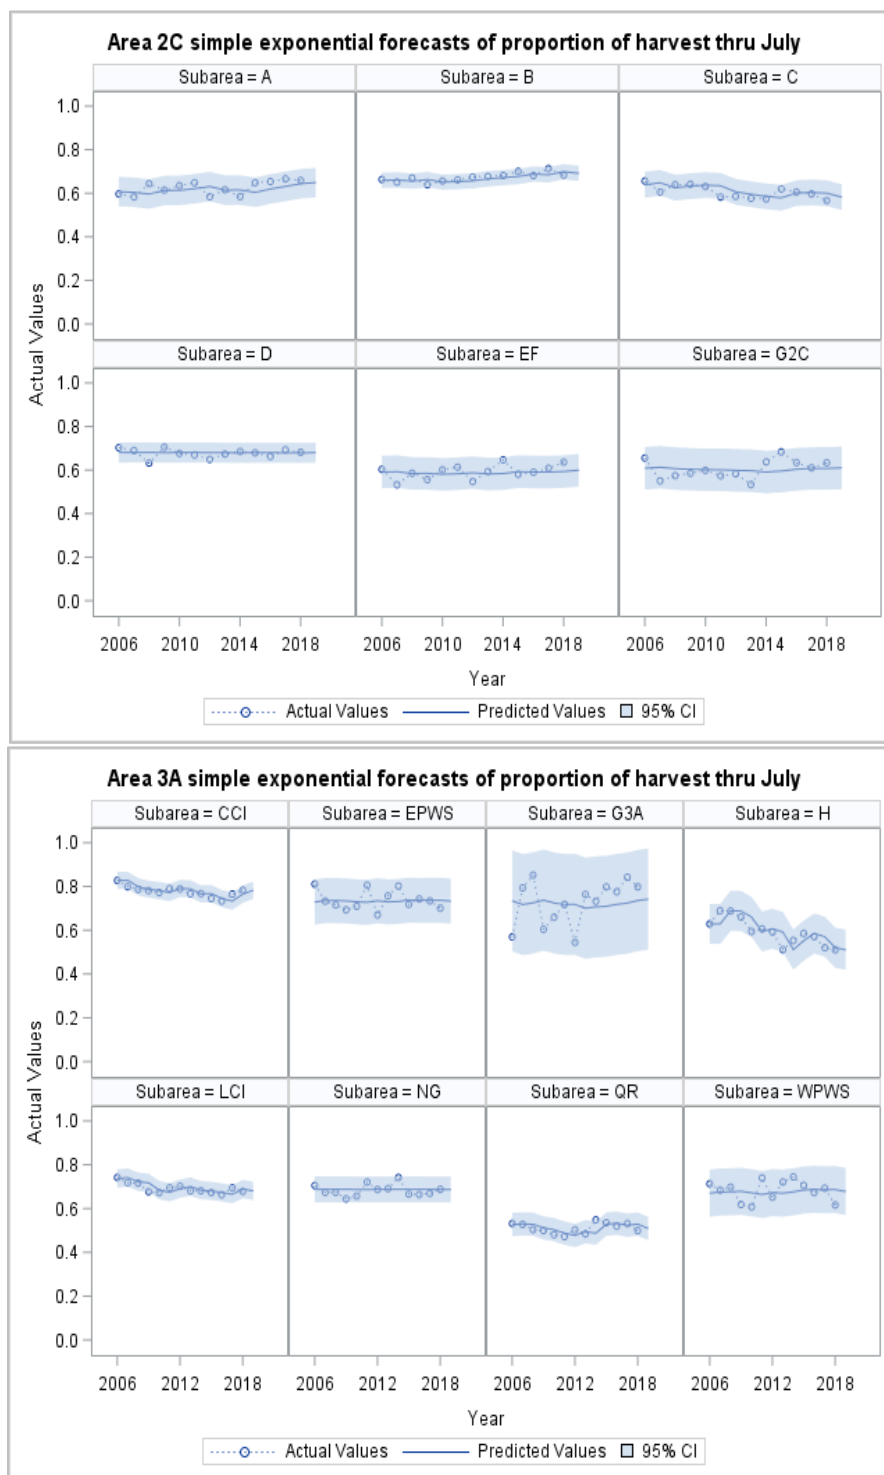 Area 2C simple exponential forecasts of proportion of harvest thru July
Subarea = A Subarea = B Subarea = C
1.0
0.8
0.6
0.4
0.2
0.0
Subarea = D Subarea = EF Subarea = G2C
1.0
0.8
0.6
0.4
0.2
0.0
Actual Values
2006 2010 2014 2018 2006 2010 2014 2018 2006 2010 2014 2018
Year
Actual Values Predicted Values 95% CI
Area 3A simple exponential forecasts of proportion of harvest thru July
Subarea = CCI Subarea = EPWS Subarea = G3A Subarea = H
1.0
0.8
0.6
0.4
0.2
0.0
Subarea = LCI Subarea = NG Subarea = QR Subarea = WPWS
1.0
0.8
0.6
0.4
0.2
0.0
Actual Values
2006 2012 2018 2006 2012 2018 2006 2012 2018 2006 2012 2018
Year
Actual Values Predicted Values 95% CI